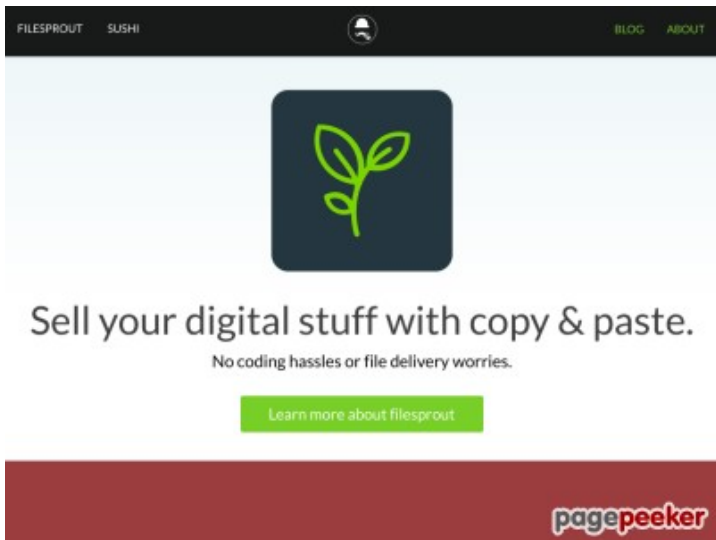 FILESPROUT SUSHI BLOG ABOUT
Sell your digital stuff with copy & paste.
No coding hassles or file delivery worries.
Learn more about filesprout
pagepeeker